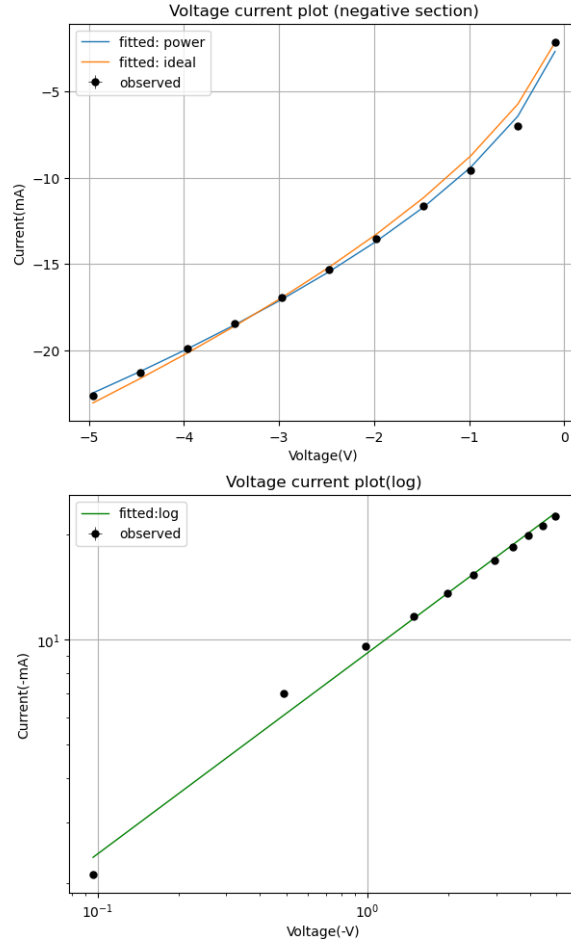 Voltage current plot (negative section)
fitted: power
fitted: ideal
observed
−5
−10
−15
−20
Current(mA)
−5 −4 −3 −2 −1 0
Voltage(V)
Voltage current plot(log)
fitted:log
observed
10¹
Current(-mA)
10⁻¹ 10⁰
Voltage(-V)